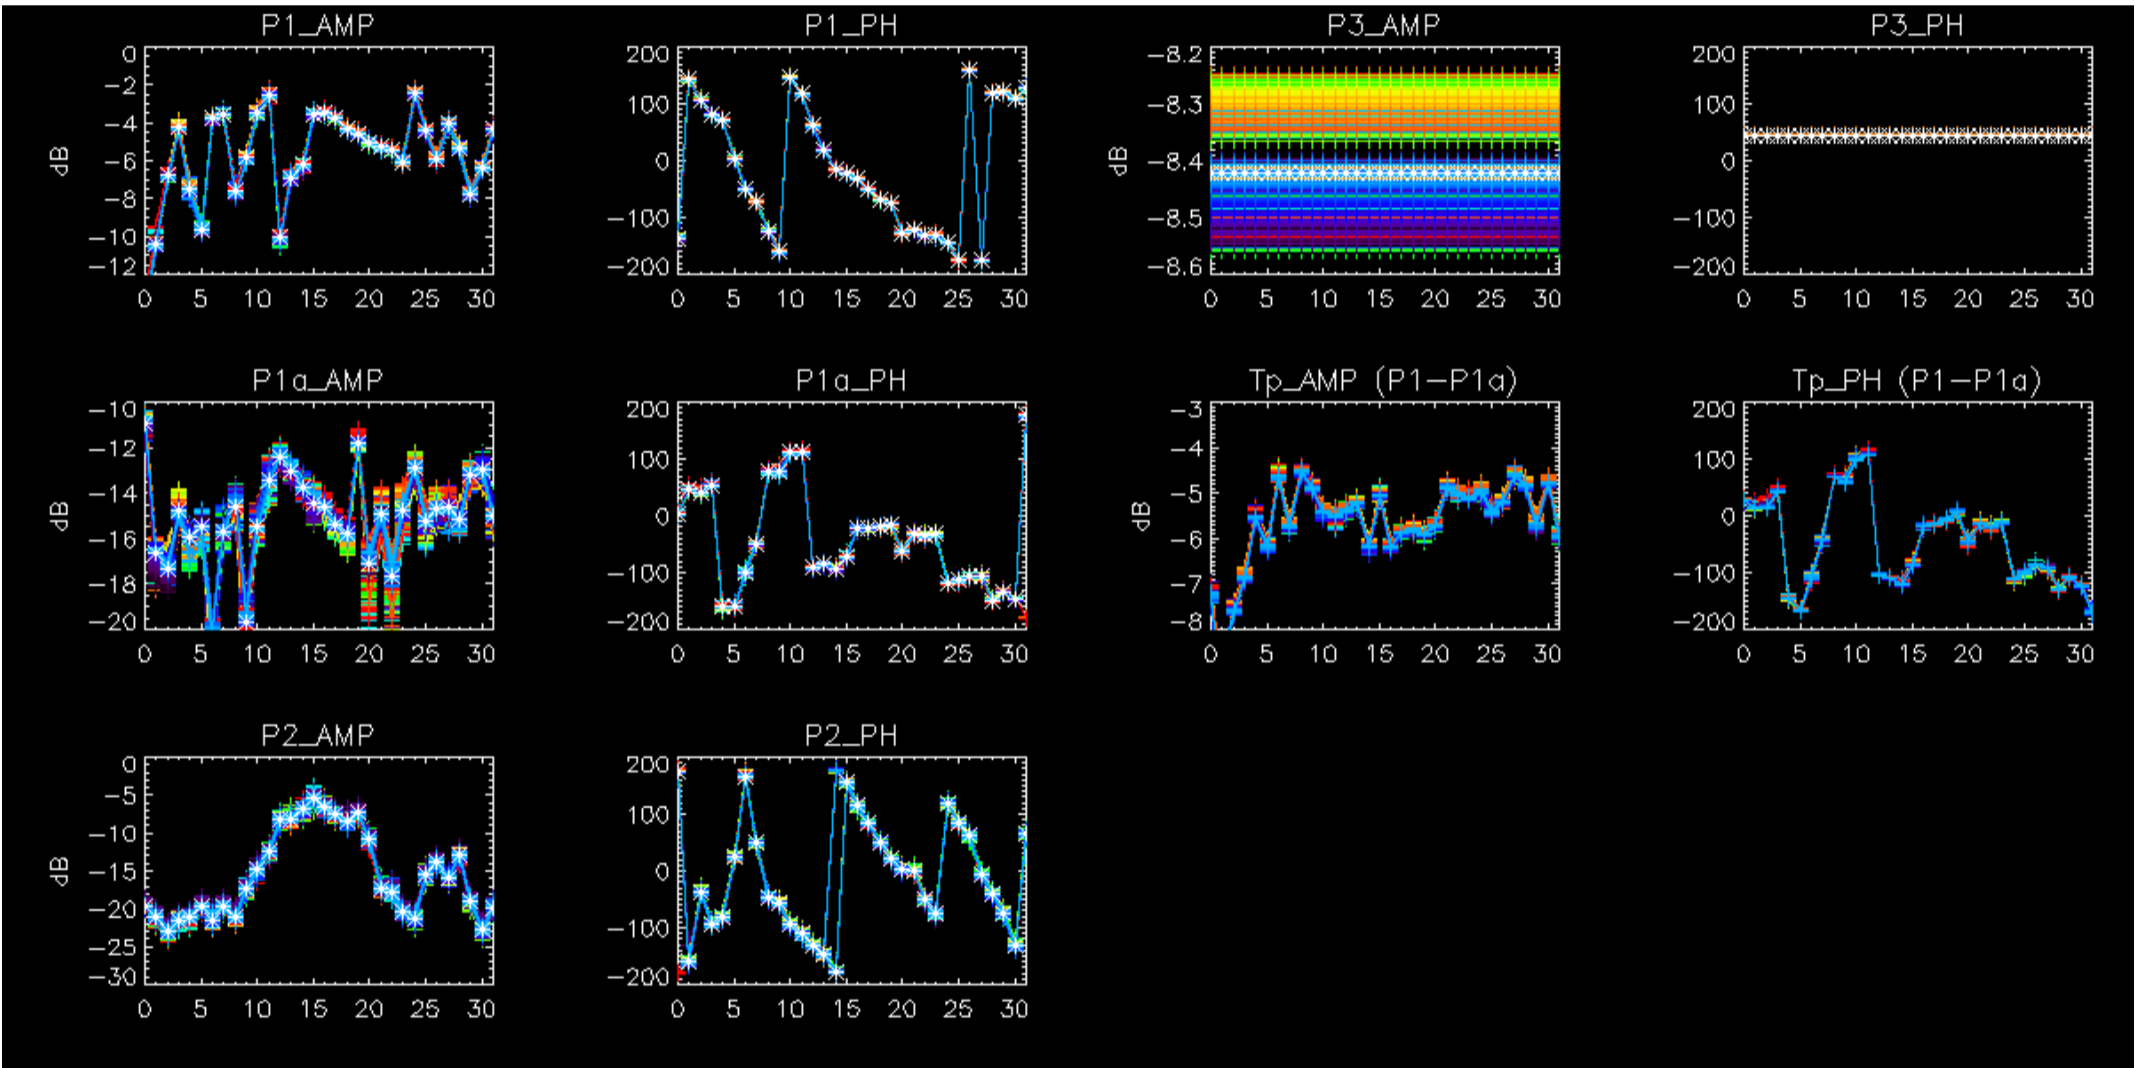 P1_AMP P1_PH P3_AMP P3_PH
0 200 -8.2 200
-2 100 -8.3 100
-4 0 -8.4 0
-6 -100 -8.5 -100
-8 -200 -8.6 -200
-10
-12
dB dB
0 5 10 15 20 25 30 0 5 10 15 20 25 30 0 5 10 15 20 25 30 0 5 10 15 20 25 30
P1a_AMP P1a_PH Tp_AMP (P1-P1a) Tp_PH (P1-P1a)
-10 200 -3 200
-12 100 -4 100
-14 0 -5 0
-16 -100 -6 -100
-18 -200 -7 -200
-20 -8
dB dB
0 5 10 15 20 25 30 0 5 10 15 20 25 30 0 5 10 15 20 25 30 0 5 10 15 20 25 30
P2_AMP P2_PH
0 200
-5 100
-10 0
-15 -100
-20 -200
-25
-30
dB
0 5 10 15 20 25 30 0 5 10 15 20 25 30